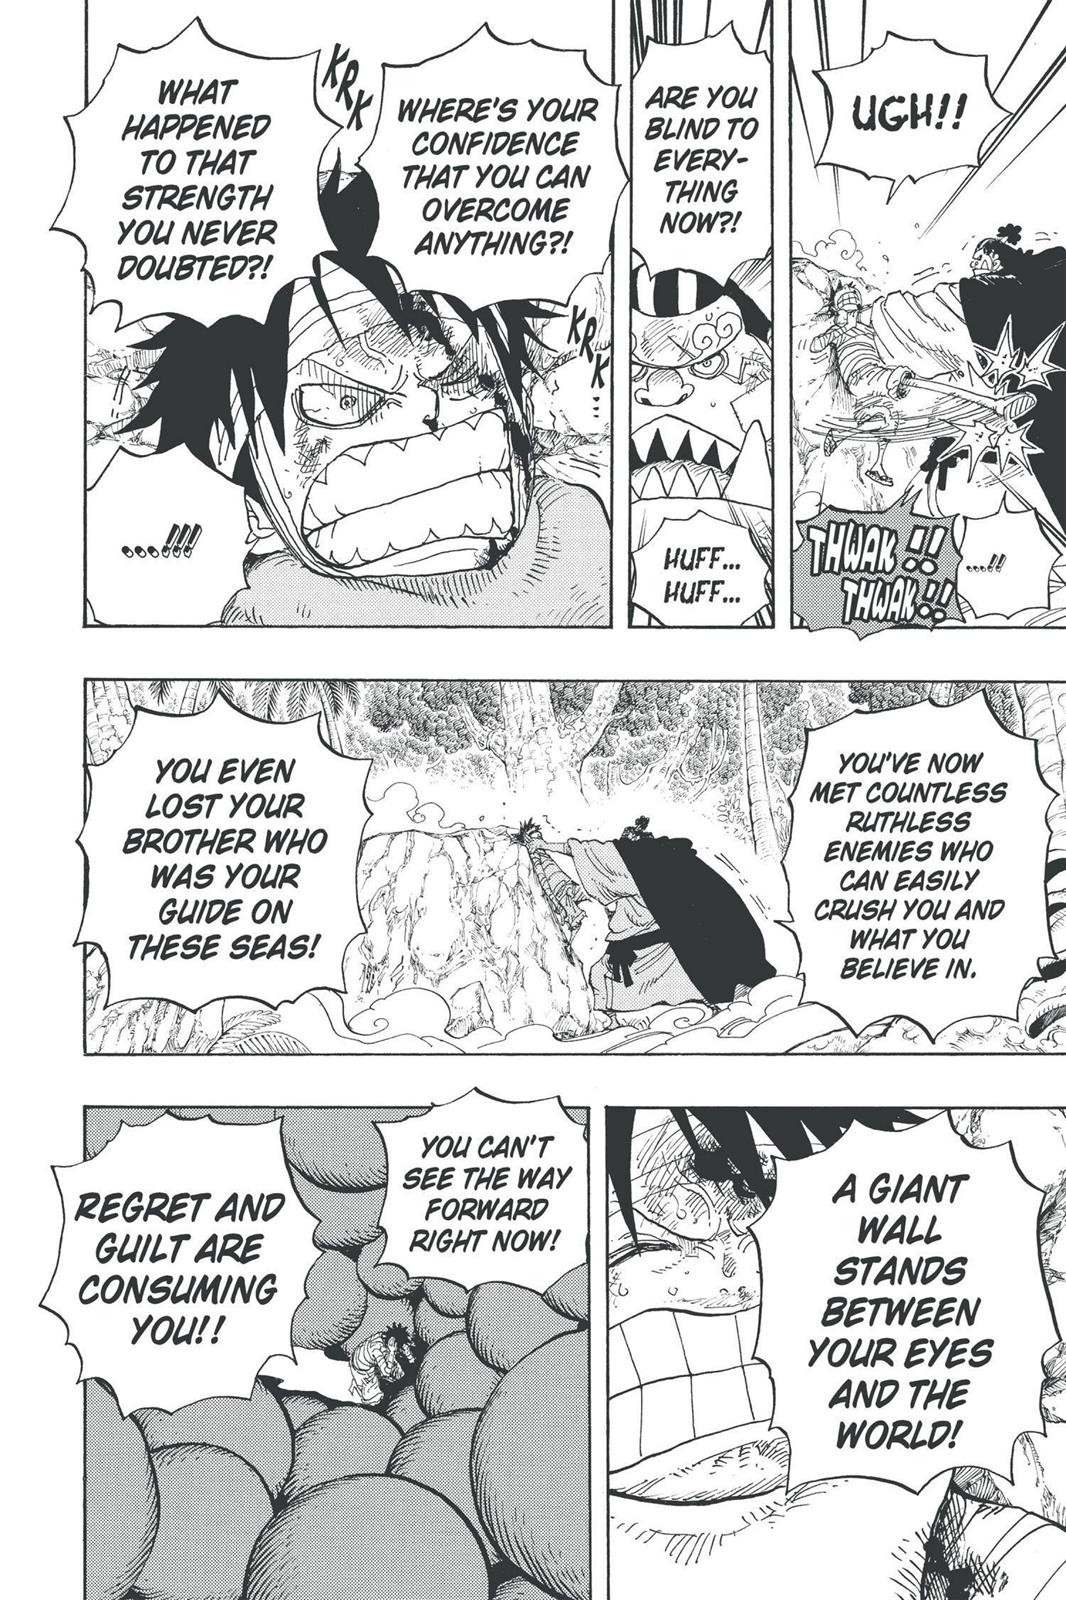 UGH!!
...!!
THWAK!!
THWAK!!
ARE YOU
BLIND TO
EVERY-
THING
NOW?!
HUFF...
HUFF...
WHERE'S YOUR
CONFIDENCE
THAT YOU CAN
OVERCOME
ANYTHING?!
KRK
KRK...
WHAT
HAPPENED
TO THAT
STRENGTH
YOU NEVER
DOUBTED?!
...!!!
YOU'VE NOW
MET COUNTLESS
RUTHLESS
ENEMIES WHO
CAN EASILY
CRUSH YOU AND
WHAT YOU
BELIEVE IN.
YOU EVEN
LOST YOUR
BROTHER WHO
WAS YOUR
GUIDE ON
THESE SEAS!
A GIANT
WALL
STANDS
BETWEEN
YOUR EYES
AND THE
WORLD!
YOU CAN'T
SEE THE WAY
FORWARD
RIGHT NOW!
REGRET AND
GUILT ARE
CONSUMING
YOU!!